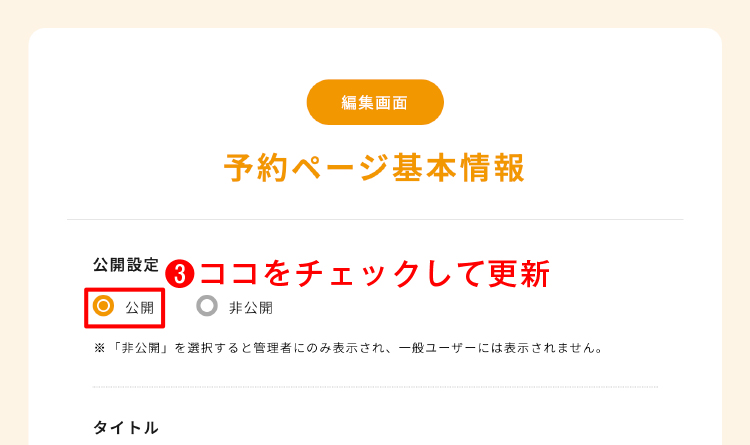 編集画面
予約ページ基本情報
公開設定
❸ココをチェックして更新
公開 非公開
※「非公開」を選択すると管理者にのみ表示され、一般ユーザーには表示されません。
タイトル